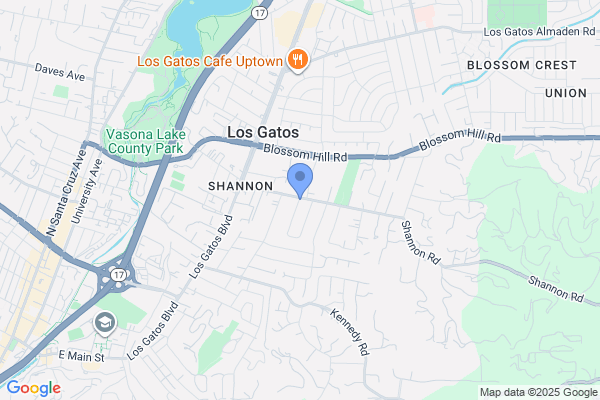 17
Los Gatos Almaden Rd
Los Gatos Cafe Uptown
Daves Ave
BLOSSOM CREST
UNION
Vasona Lake
County Park
Los Gatos
Blossom Hill Rd
Blossom Hill Rd
N Santa Cruz Ave
University Ave
SHANNON
Los Gatos Blvd
Shannon Rd
Shannon Rd
17
Los Gatos Blvd
Kennedy Rd
E Main St
Google
Map data ©2025 Google